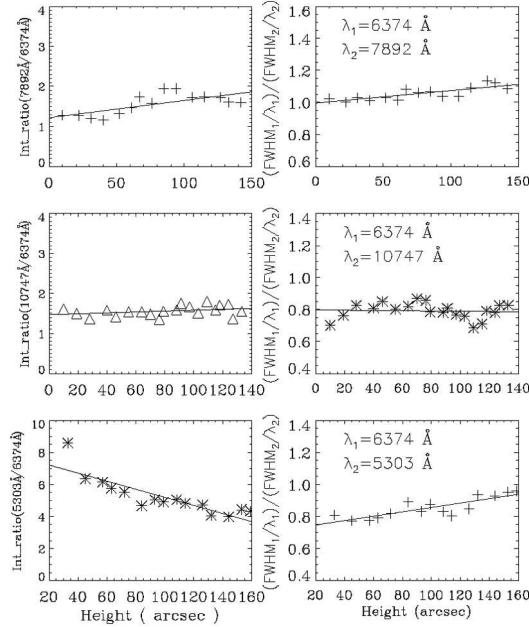 Int_ratio(7892Å/6374Å)
4
3
2
1
0
0 50 100 150
(FWHM₁/λ₁)/(FWHM₂/λ₂)
1.6
1.4
1.2
1.0
0.8
0.6
λ₁=6374 Å
λ₂=7892 Å
0 50 100 150
Int_ratio(10747Å/6374Å)
4
3
2
1
0
0 20 40 60 80 100 120 140
(FWHM₁/λ₁)/(FWHM₂/λ₂)
1.4
1.2
1.0
0.8
0.6
0.4
λ₁=6374 Å
λ₂=10747 Å
0 20 40 60 80 100 120 140
Int_ratio(5303Å/6374Å)
10
8
6
4
2
0
20 40 60 80 100 120 140 160
Height ( arcsec )
(FWHM₁/λ₁)/(FWHM₂/λ₂)
1.4
1.2
1.0
0.8
0.6
0.4
λ₁=6374 Å
λ₂=5303 Å
20 40 60 80 100 120 140 160
Height (arcsec)